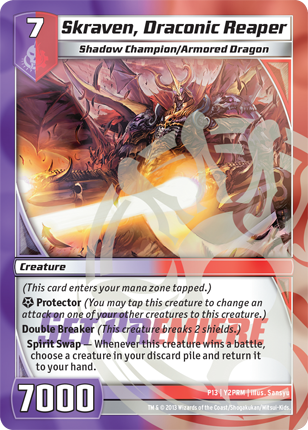 7
Skraven, Draconic Reaper
Shadow Champion/Armored Dragon
Creature
(This card enters your mana zone tapped.)
Protector (You may tap this creature to change an
attack on one of your other creatures to this creature.)
Double Breaker (This creature breaks 2 shields.)
Spirit Swap — Whenever this creature wins a battle,
choose a creature in your discard pile and return it
to your hand.
SET PREMIERE
7000
P13 | Y2PRM | Illus. Sansyu
TM & © 2013 Wizards of the Coast/Shogakukan/Mitsui-Kids.